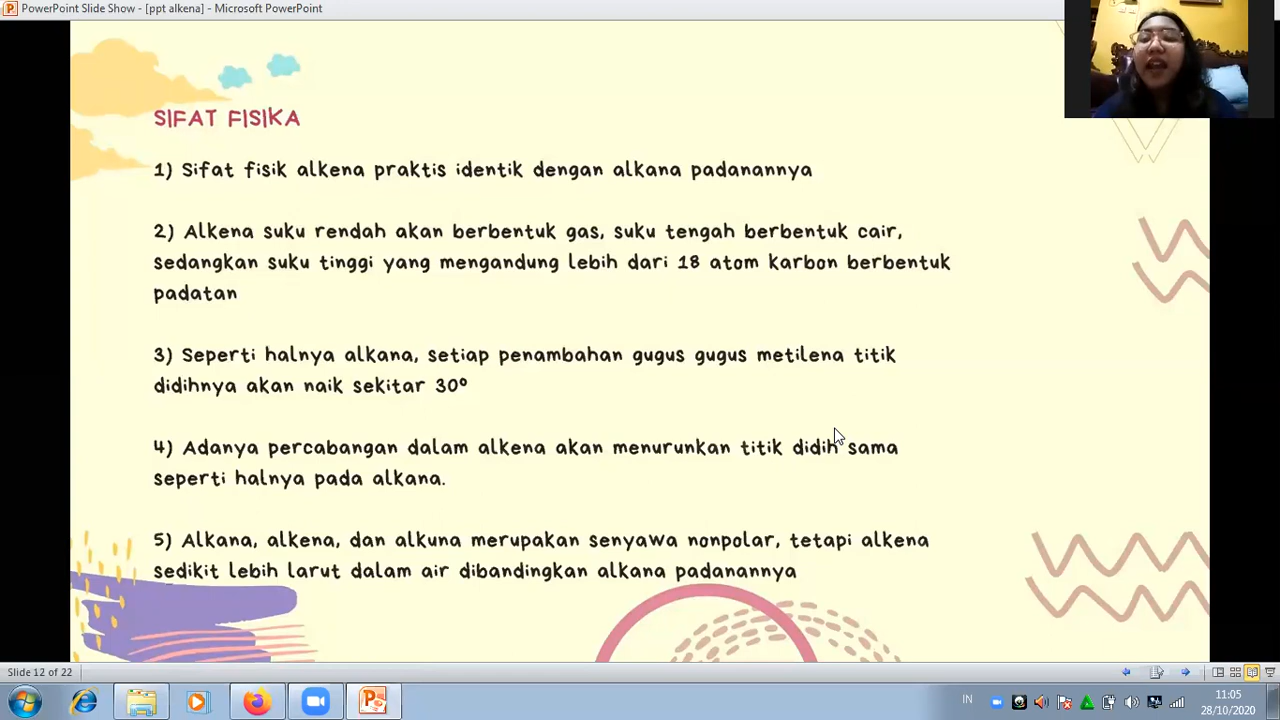 PowerPoint Slide Show - [ppt alkena] - Microsoft PowerPoint
SIFAT FISIKA
1) Sifat fisik alkena praktis identik dengan alkana padanannya
2) Alkena suku rendah akan berbentuk gas, suku tengah berbentuk cair,
sedangkan suku tinggi yang mengandung lebih dari 18 atom karbon berbentuk
padatan
3) Seperti halnya alkana, setiap penambahan gugus gugus metilena titik
didihnya akan naik sekitar 30°
4) Adanya percabangan dalam alkena akan menurunkan titik didih sama
seperti halnya pada alkana.
5) Alkana, alkena, dan alkuna merupakan senyawa nonpolar, tetapi alkena
sedikit lebih larut dalam air dibandingkan alkana padanannya
Slide 12 of 22
IN
11:05
28/10/2020